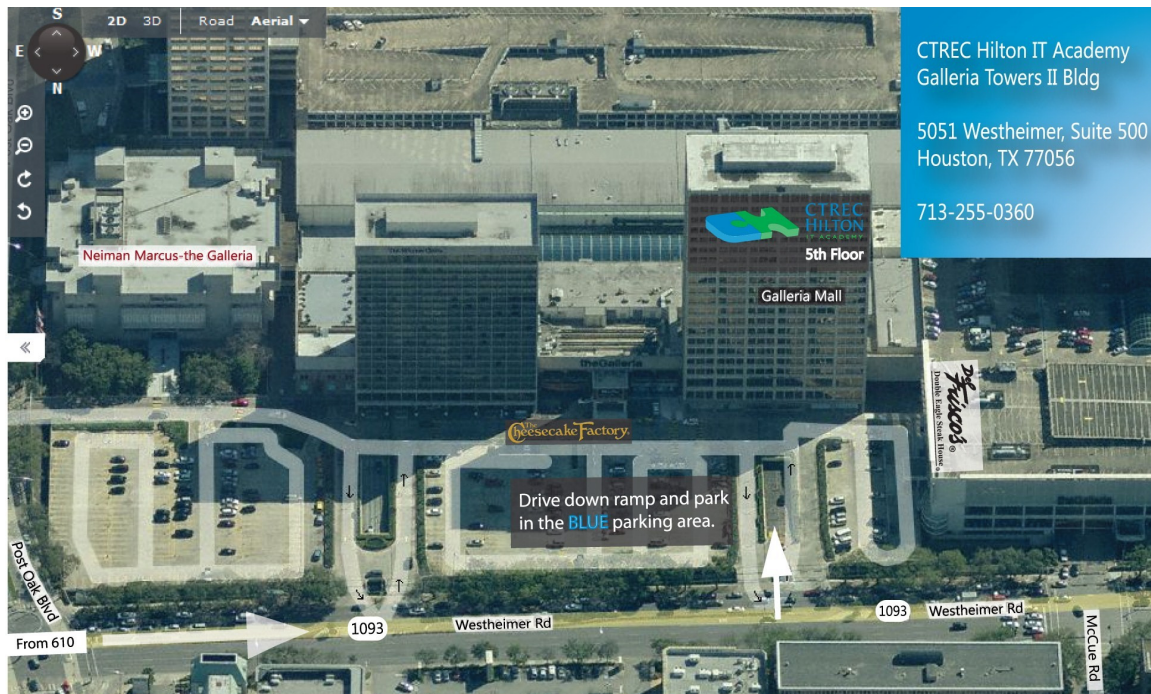 S
2D 3D Road Aerial
E W
N
CTREC Hilton IT Academy
Galleria Towers II Bldg
5051 Westheimer, Suite 500
Houston, TX 77056
713-255-0360
CTREC
HILTON
IT ACADEMY
5th Floor
Neiman Marcus-the Galleria
Galleria Mall
theGalleria
Del Frisco's®
Double Eagle Steak House®
The Cheesecake Factory
Drive down ramp and park
in the BLUE parking area.
theGalleria
Post Oak Blvd
From 610
1093
Westheimer Rd
1093
Westheimer Rd
McCue Rd